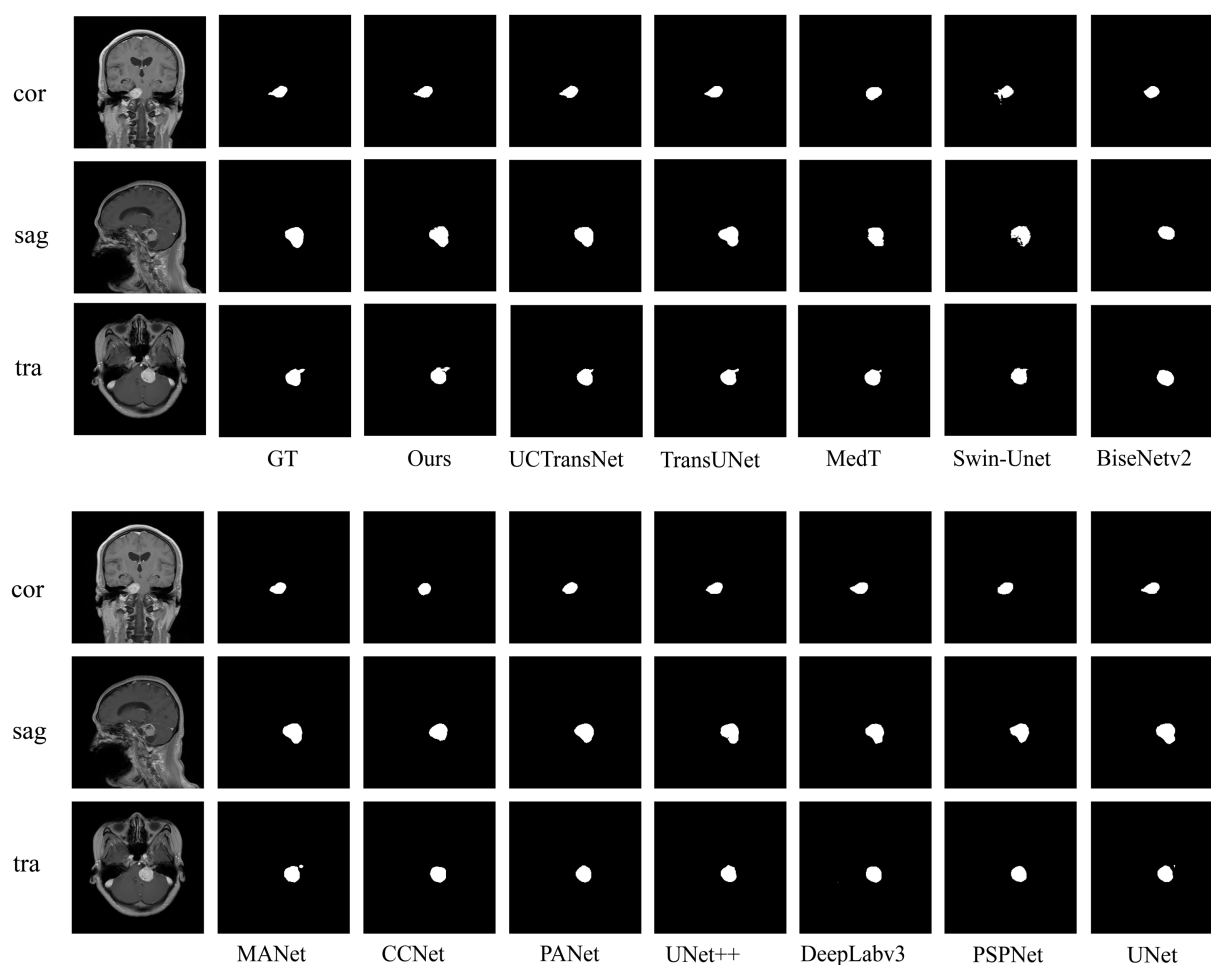 cor
sag
tra
GT Ours UCTransNet TransUNet MedT Swin-Unet BiseNetv2
cor
sag
tra
MANet CCNet PANet UNet++ DeepLabv3 PSPNet UNet